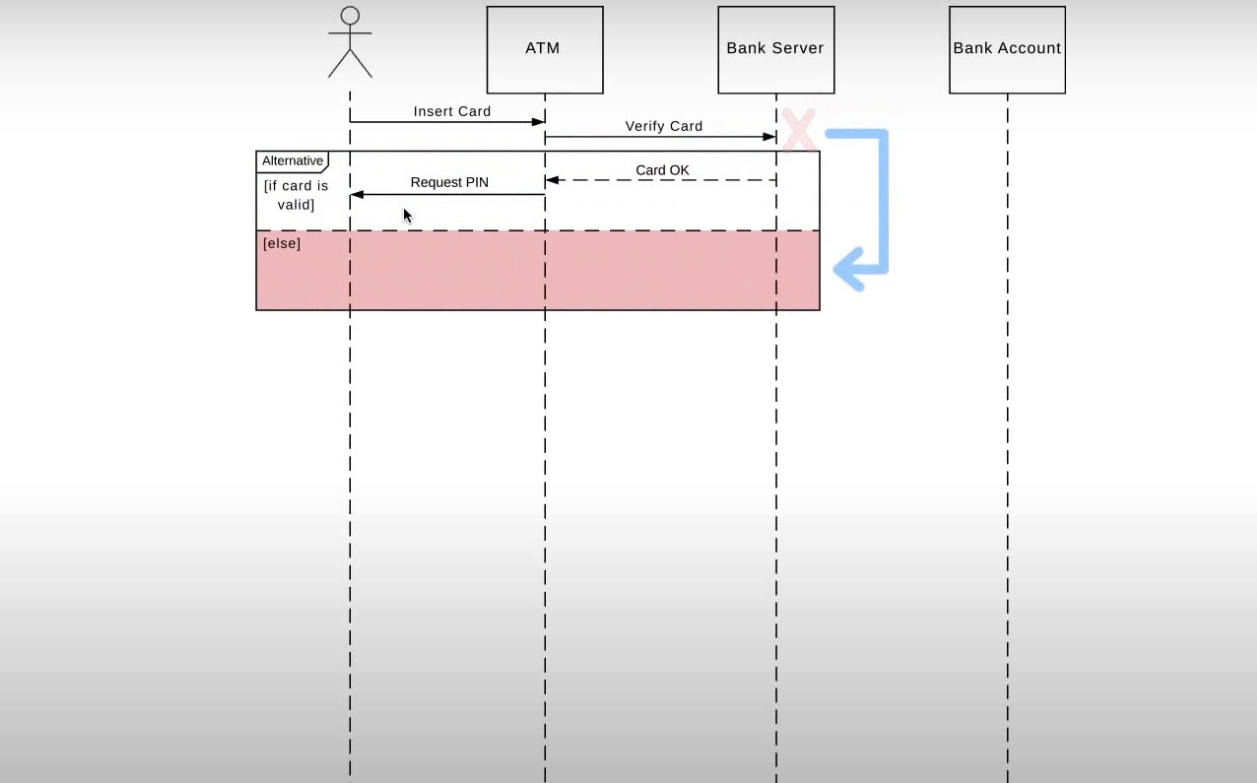 ATM
Bank Server
Bank Account
Insert Card
Verify Card
Alternative
[if card is
valid]
Card OK
Request PIN
[else]